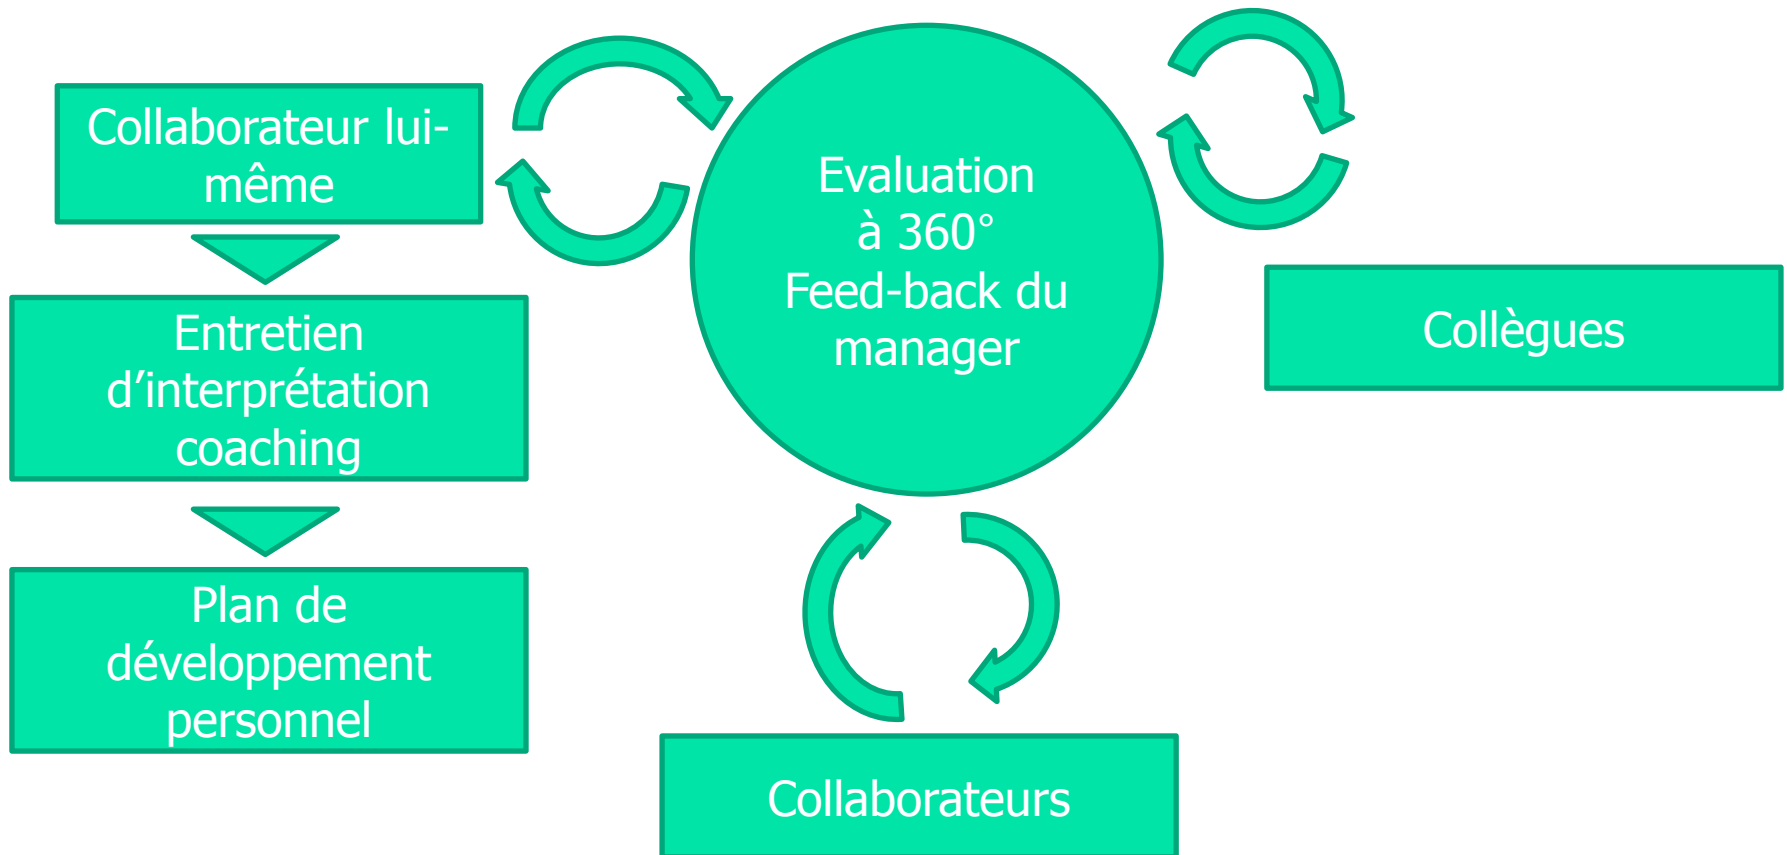 Collaborateur lui-
même
Entretien
d’interprétation
coaching
Plan de
développement
personnel
Evaluation
à 360°
Feed-back du
manager
Collègues
Collaborateurs